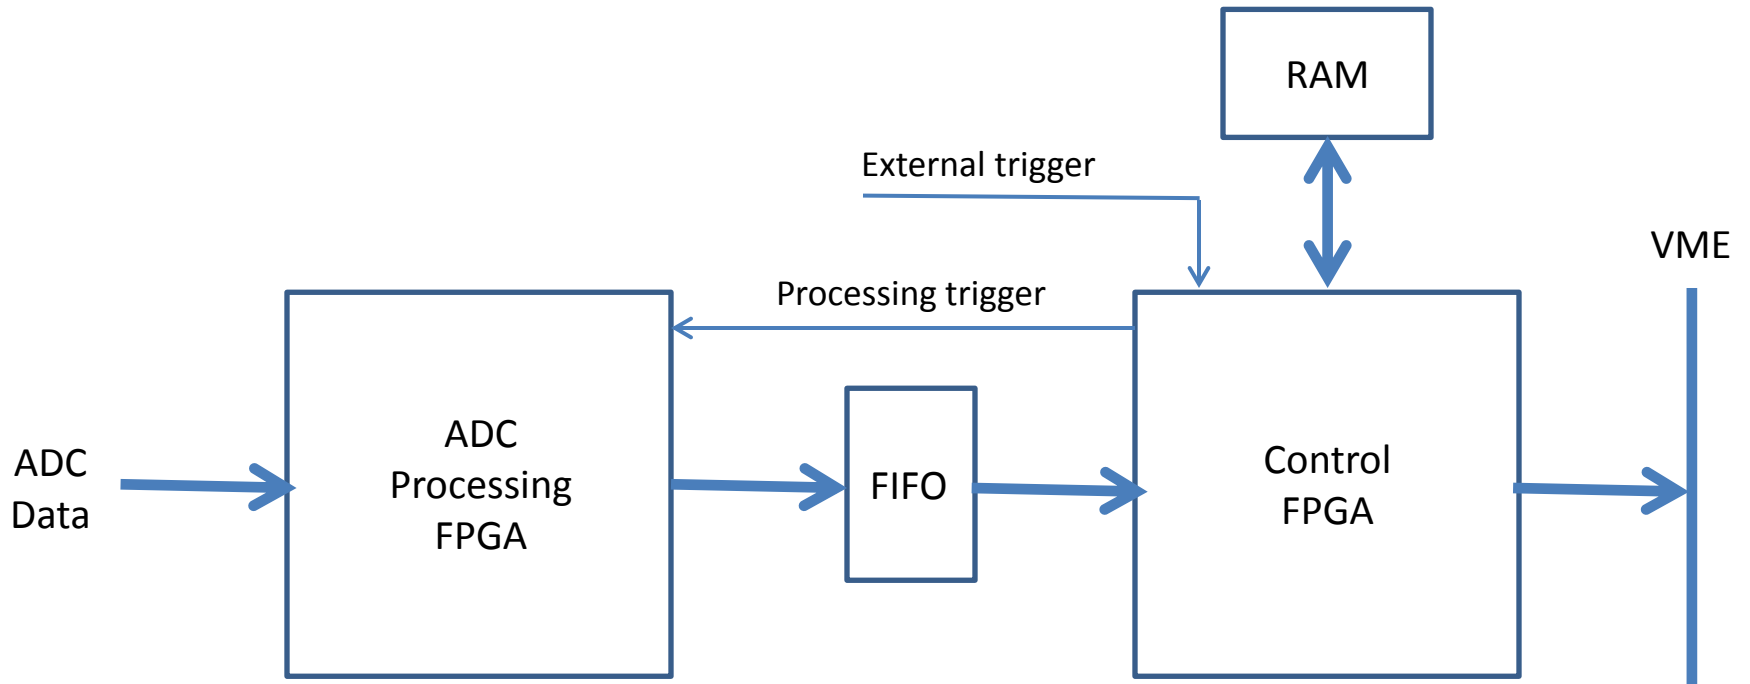 RAM
External trigger
VME
Processing trigger
ADC
Data
ADC
Processing
FPGA
FIFO
Control
FPGA